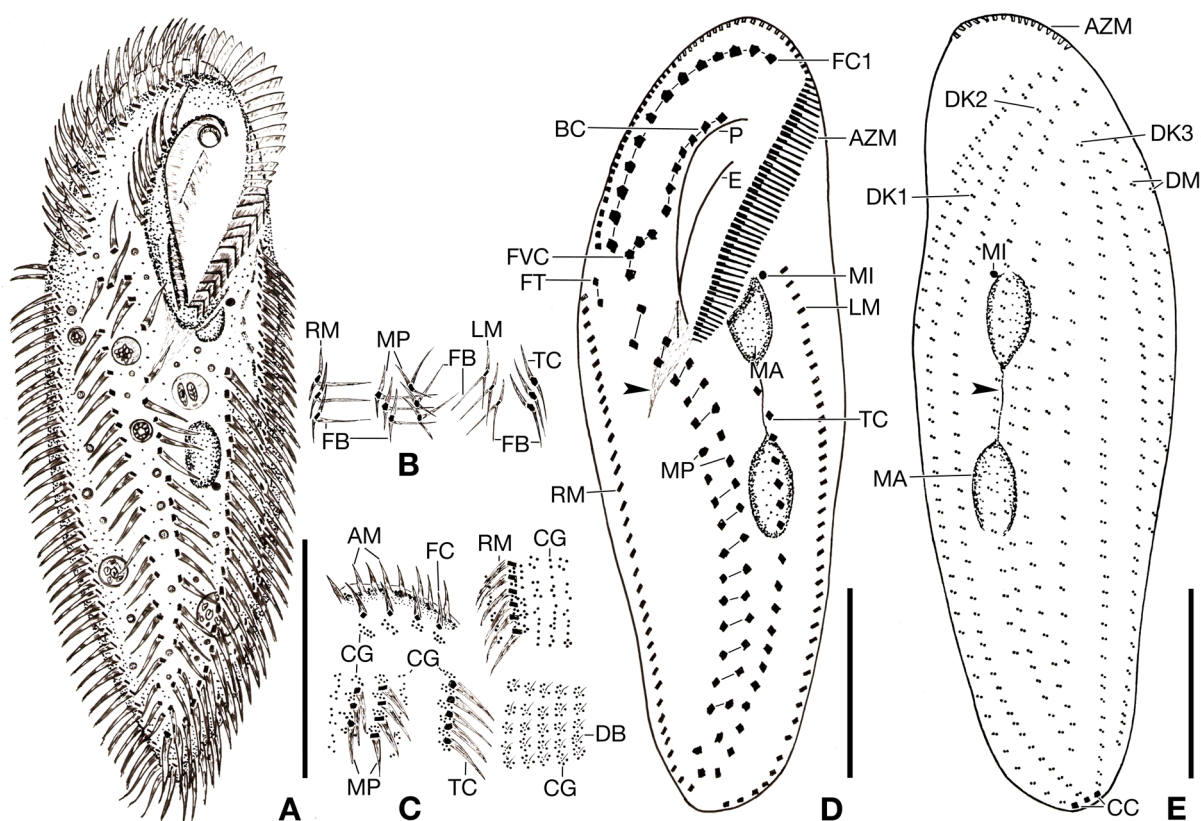 A
RM
MP
FB
LM
TC
FB
FB
B
AM
FC
RM
CG
CG
CG
DB
MP
C
TC
CG
FC1
BC
P
AZM
E
FVC
FT
MI
LM
MA
TC
MP
RM
D
AZM
DK2
DK3
DM
DK1
MI
MA
CC
E